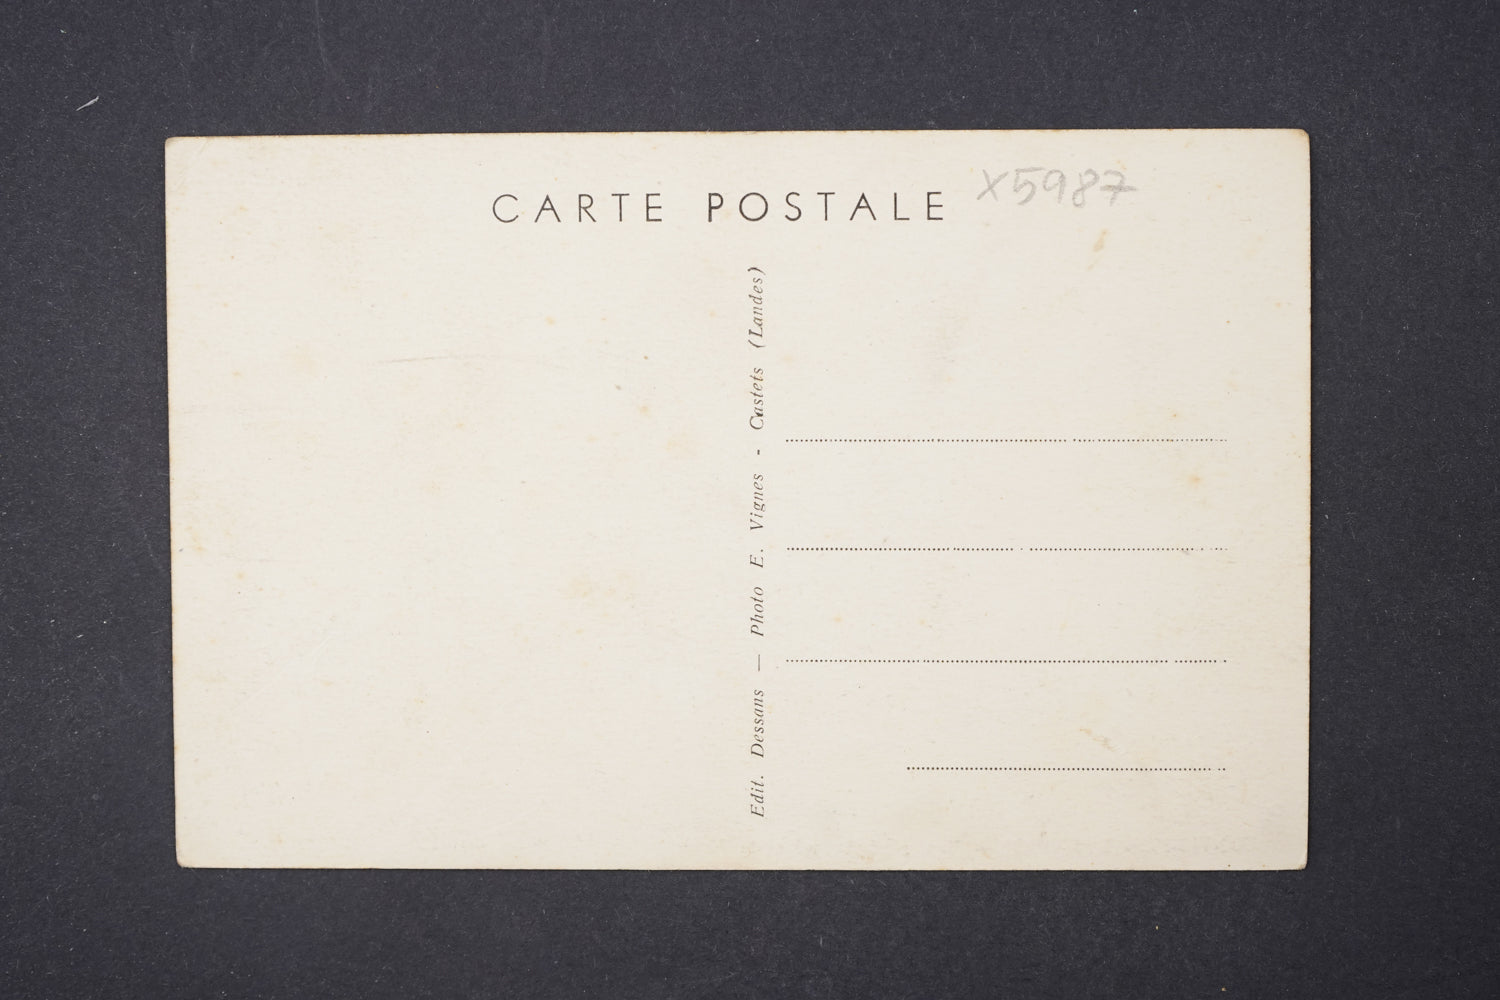 CARTE POSTALE
X5987
Edit. Dessans — Photo E. Vignes - Castets (Landes)